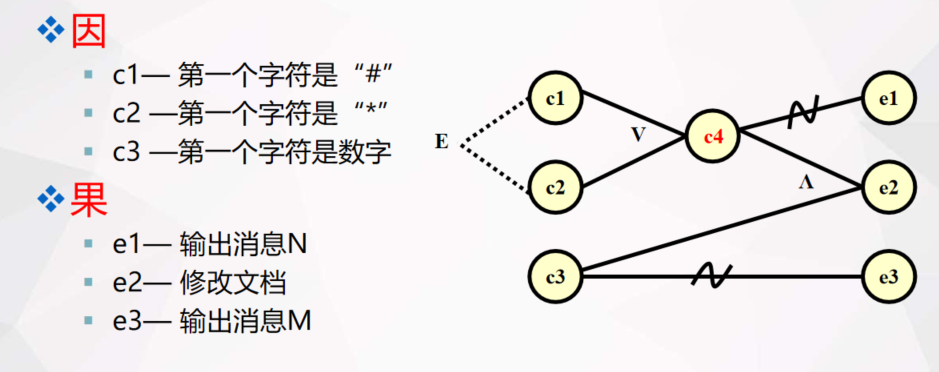 因
c1— 第一个字符是“#”
c2 —第一个字符是“*”
c3 —第一个字符是数字
果
e1— 输出消息N
e2— 修改文档
e3— 输出消息M
E
c1
c2
c3
V
c4
Λ
e1
e2
e3